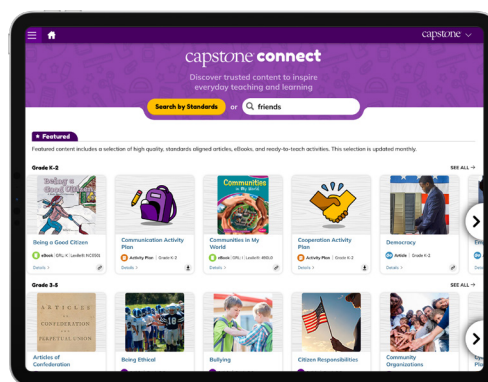 capstone
capstone connect
Discover trusted content to inspire
everyday teaching and learning
Search by Standards or friends
Featured
Featured content includes a selection of high quality, standards aligned articles, eBooks, and ready-to-teach activities. This selection is updated monthly.
Grade K-2
SEE ALL →
Being a Good Citizen
Communities
in My World
Being a Good Citizen
Communication Activity
Plan
Communities in My
World
Cooperation Activity
Plan
Democracy
eBook
Activity Plan | Grade K-2
eBook
Activity Plan | Grade K-2
Article | Grade K-2
Details >
Details >
Details >
Details >
Details >
Grade 3-5
SEE ALL →
ARTICLES
OF
CONFEDERATION
AND
PERPETUAL UNION
Articles of
Confederation
Being Ethical
Bullying
Citizen Responsibilities
Community
Organizations